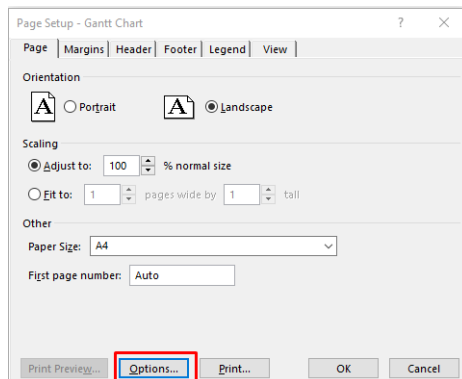 Page Setup - Gantt Chart ? ×
Page Margins Header Footer Legend View
Orientation
A Portrait A Landscape
Scaling
Adjust to: 100 % normal size
Fit to: 1 pages wide by 1 tall
Other
Paper Size: A4
First page number: Auto
Print Preview... Options... Print... OK Cancel